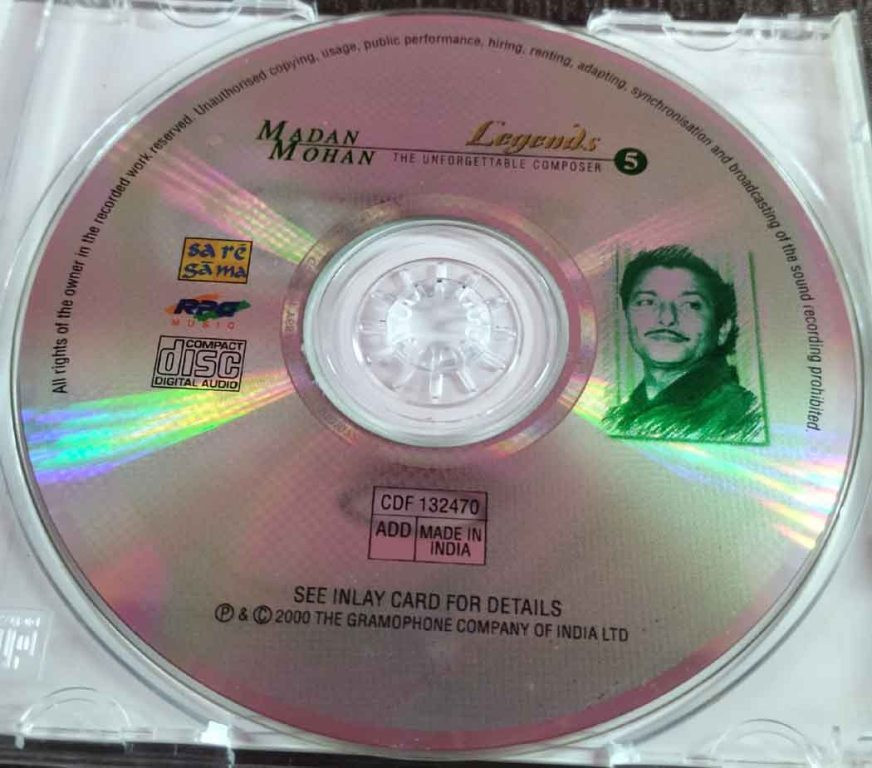 All rights of the owner in the recorded work reserved. Unauthorised copying, usage, public performance, hiring, renting, adapting, synchronisation and broadcasting of the sound recording prohibited.
MADAN
MOHAN
Legends
THE UNFORGETTABLE COMPOSER 5
sa rē
gāma
RPG
MUSIC
COMPACT
disc
DIGITAL AUDIO
CDF 132470
ADD
MADE IN
INDIA
SEE INLAY CARD FOR DETAILS
Ⓟ & © 2000 THE GRAMOPHONE COMPANY OF INDIA LTD